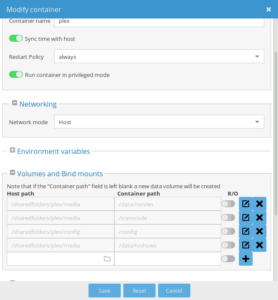 Modify container
Container name plex
Sync time with host
Restart Policy always
Run container in privileged mode
Networking
Network mode Host
Environment variables
Volumes and Bind mounts
Note that if the "Container path" field is left blank a new data volume will be created
Host path Container path R/O
/sharedfolders/plex/media /data/movies
/sharedfolders/plex/media /transcode
/sharedfolders/plex/config /config
/sharedfolders/plex/media /data/tvshows
Save Reset Cancel